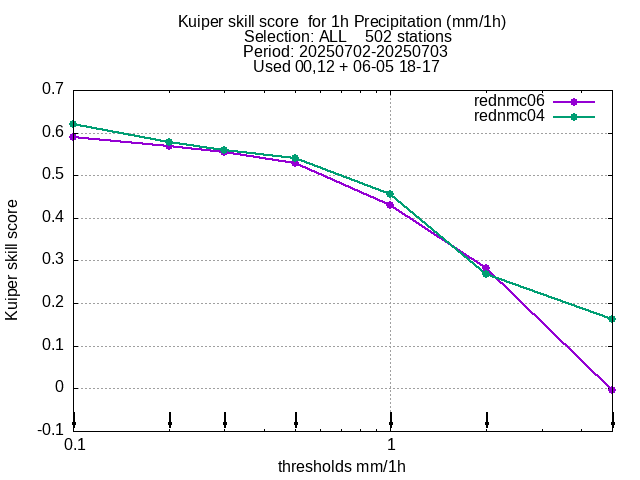 Kuiper skill score  for 1h Precipitation (mm/1h)
Selection: ALL    502 stations
Period: 20250702-20250703
Used 00,12 + 06-05 18-17
rednmc06
rednmc04
0.7
0.6
0.5
0.4
0.3
0.2
0.1
0
-0.1
Kuiper skill score
0.1
1
thresholds mm/1h